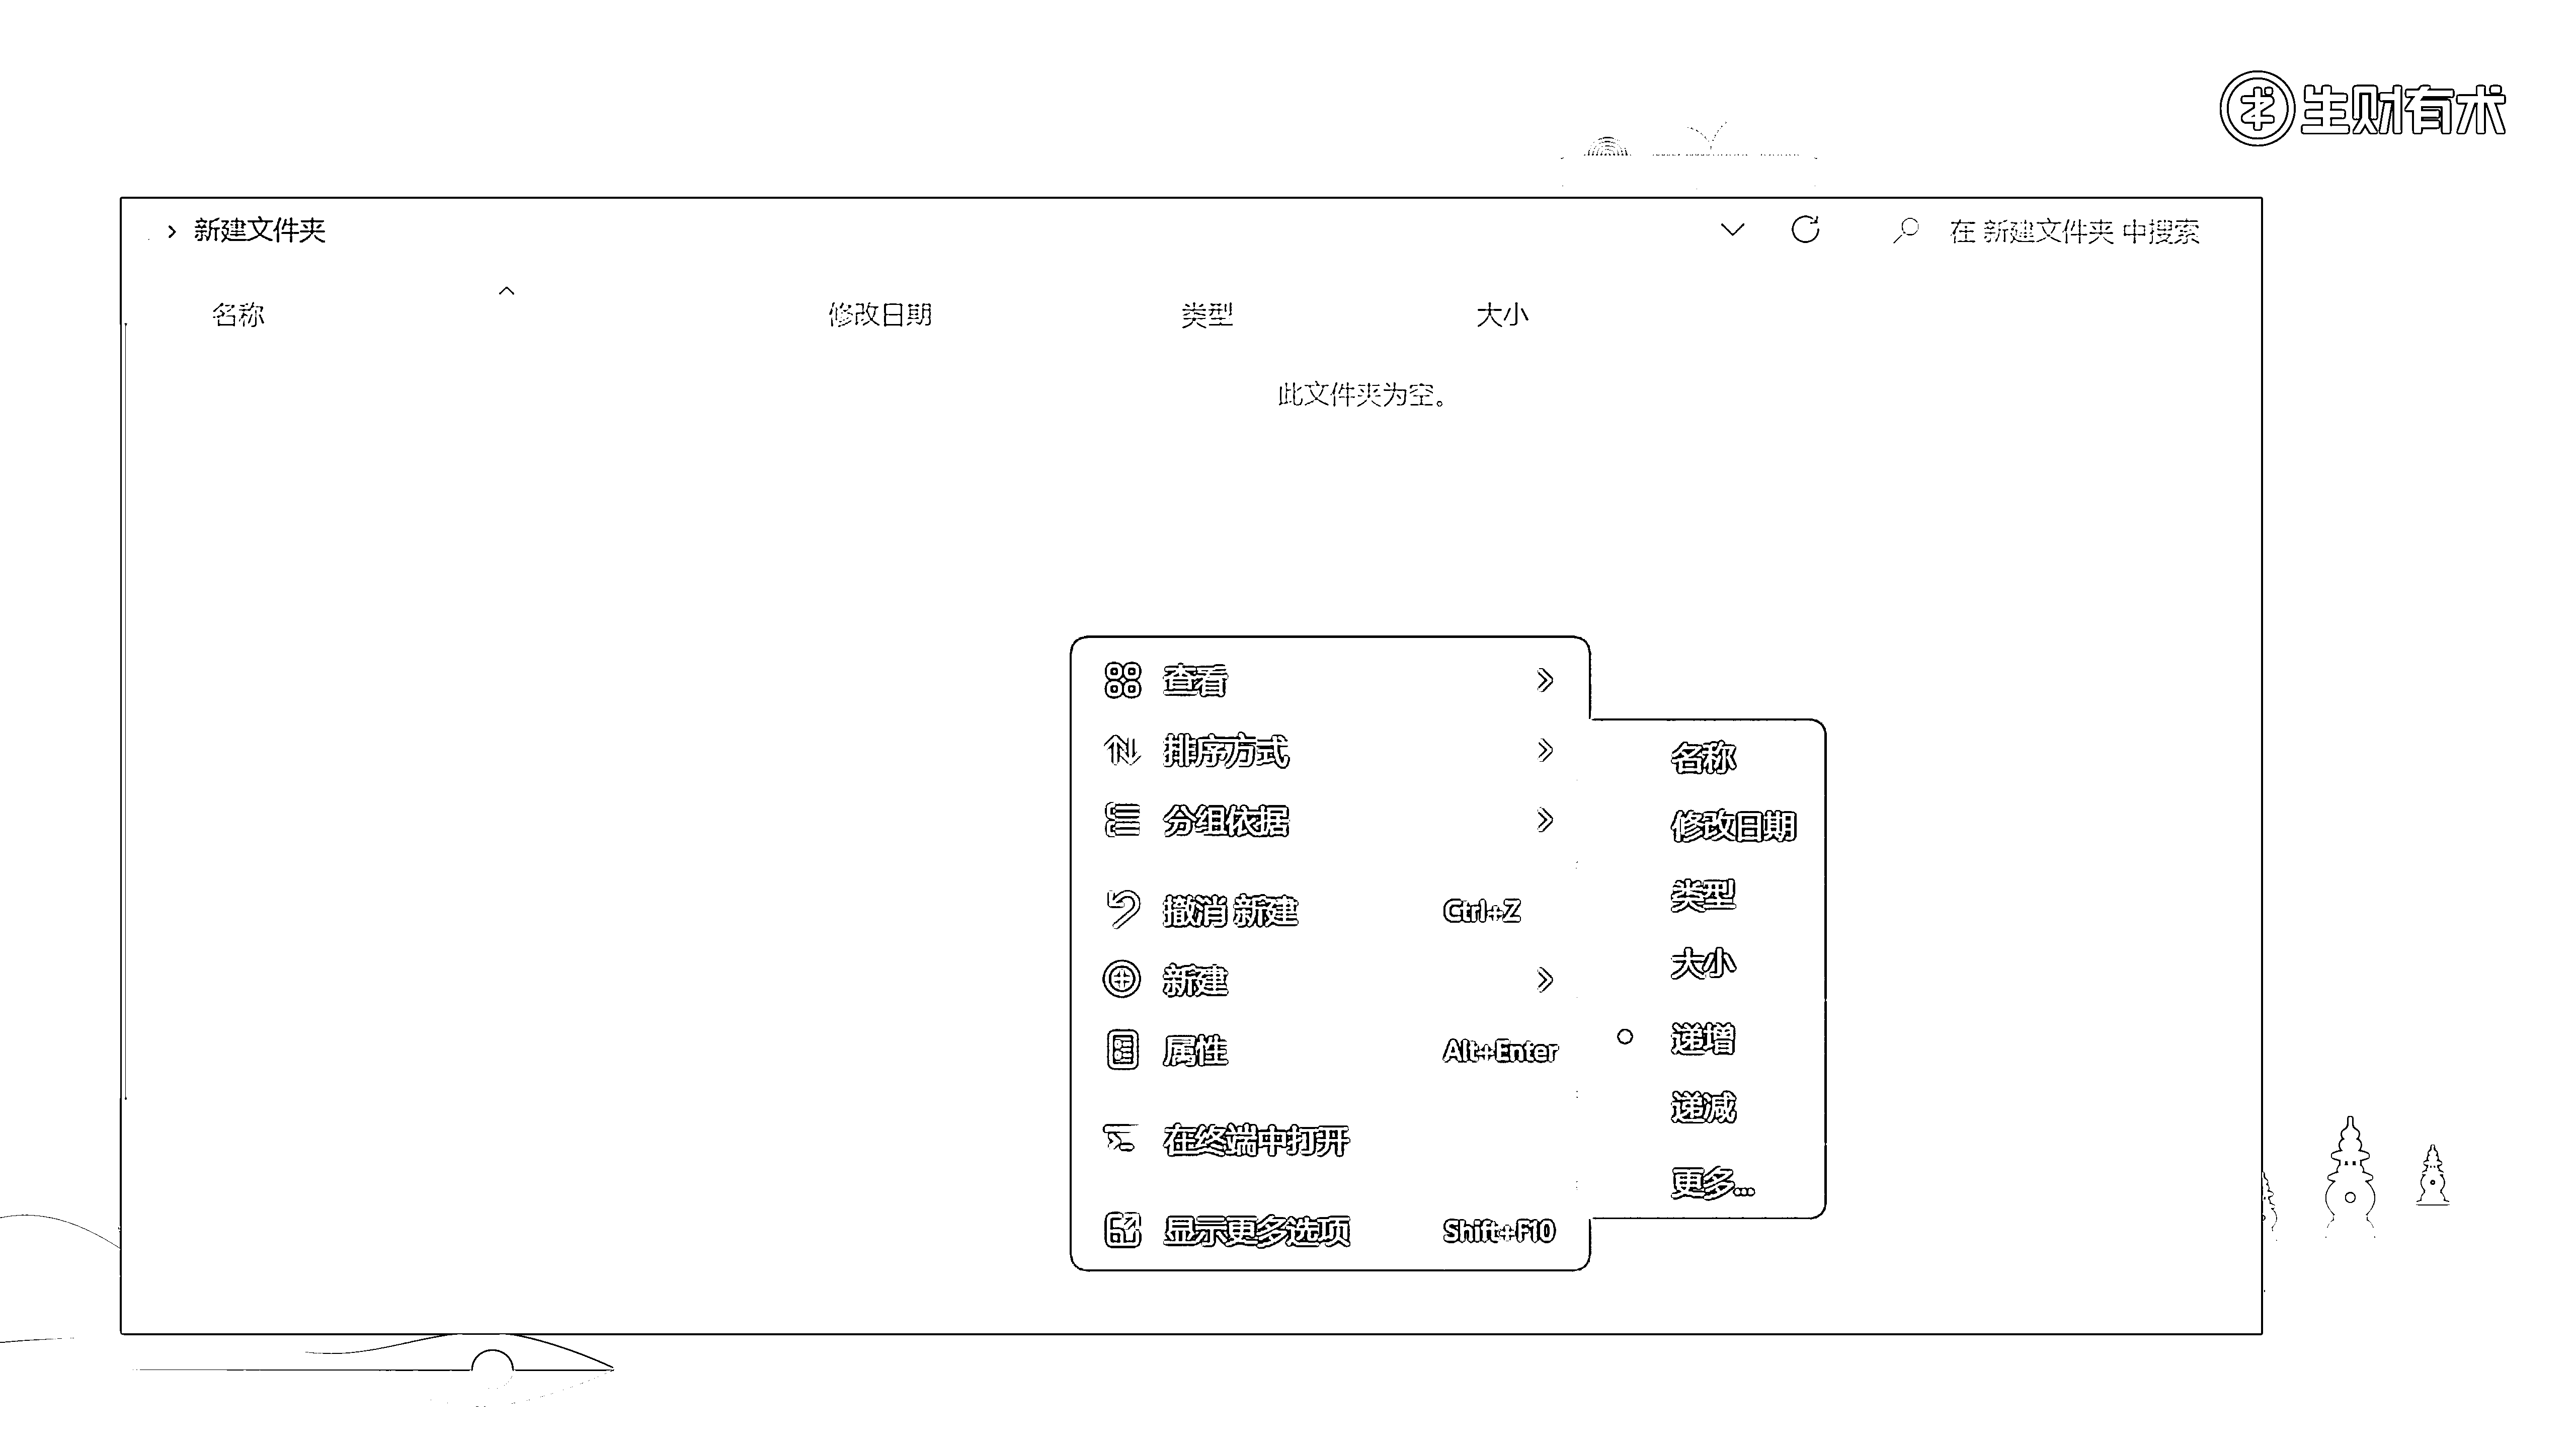 生财有术
新建文件夹
在 新建文件夹 中搜索
名称 修改日期 类型 大小
此文件夹为空。
查看
排序方式
分组依据
撤消 新建 Ctrl+Z
新建
属性 Alt+Enter
在终端中打开
显示更多选项 Shift+F10
名称
修改日期
类型
大小
递增
递减
更多...